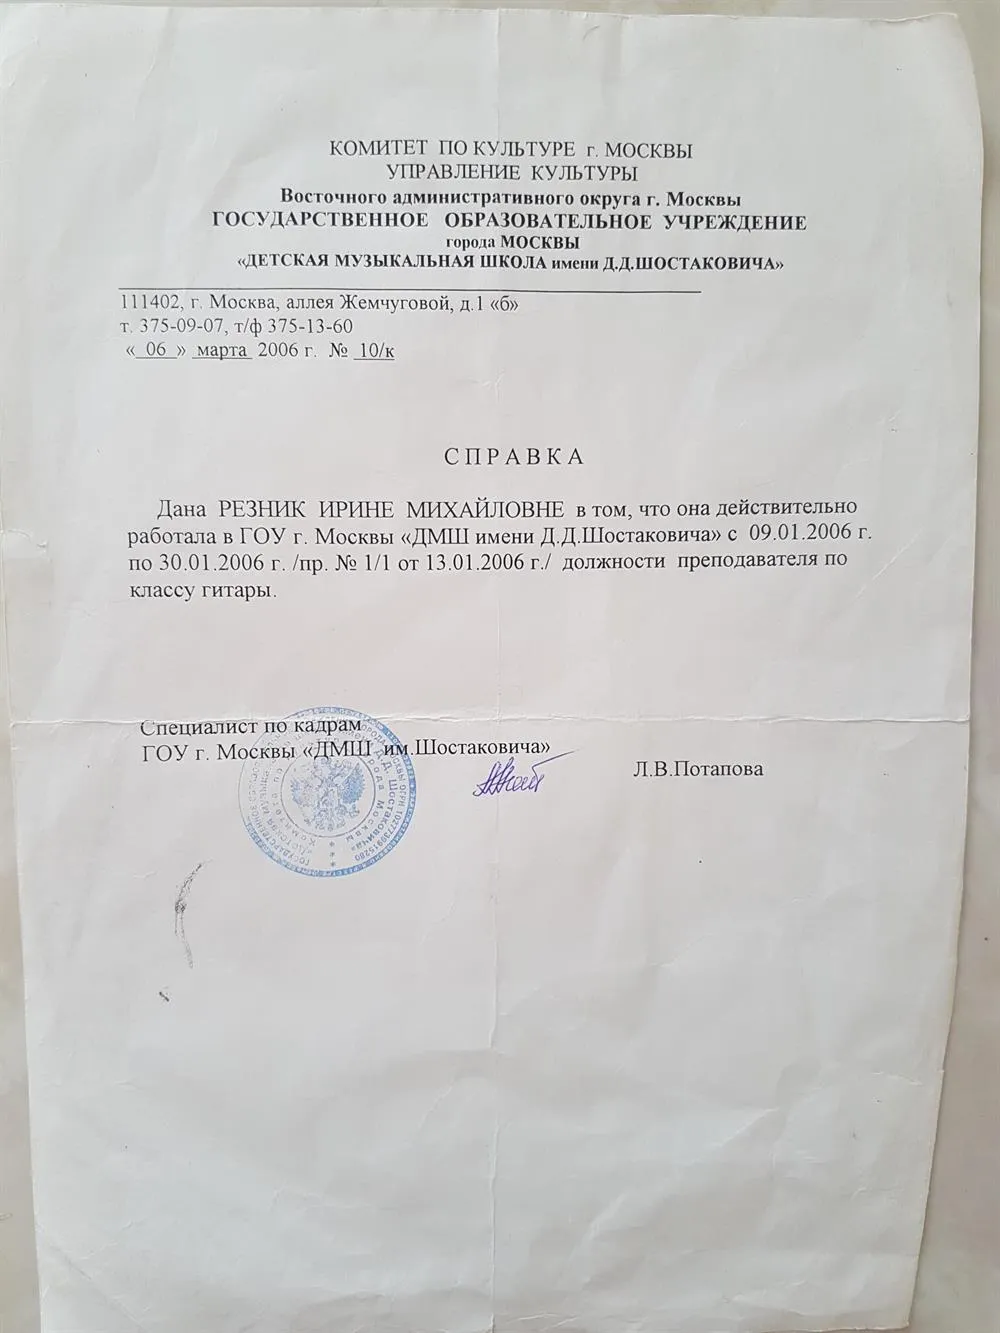 КОМИТЕТ ПО КУЛЬТУРЕ г. МОСКВЫ
УПРАВЛЕНИЕ КУЛЬТУРЫ
Восточного административного округа г. Москвы
ГОСУДАРСТВЕННОЕ ОБРАЗОВАТЕЛЬНОЕ УЧРЕЖДЕНИЕ
города МОСКВЫ
«ДЕТСКАЯ МУЗЫКАЛЬНАЯ ШКОЛА имени Д.Д.ШОСТАКОВИЧА»
111402, г. Москва, аллея Жемчуговой, д.1 «б»
т. 375-09-07, т/ф 375-13-60
«_06_» марта 2006 г. № 10/к
СПРАВКА
Дана РЕЗНИК ИРИНЕ МИХАЙЛОВНЕ в том, что она действительно
работала в ГОУ г. Москвы «ДМШ имени Д.Д.Шостаковича» с 09.01.2006 г.
по 30.01.2006 г. /пр. № 1/1 от 13.01.2006 г./ должности преподавателя по
классу гитары.
Специалист по кадрам
ГОУ г. Москвы «ДМШ им.Шостаковича»
Л.В.Потапова